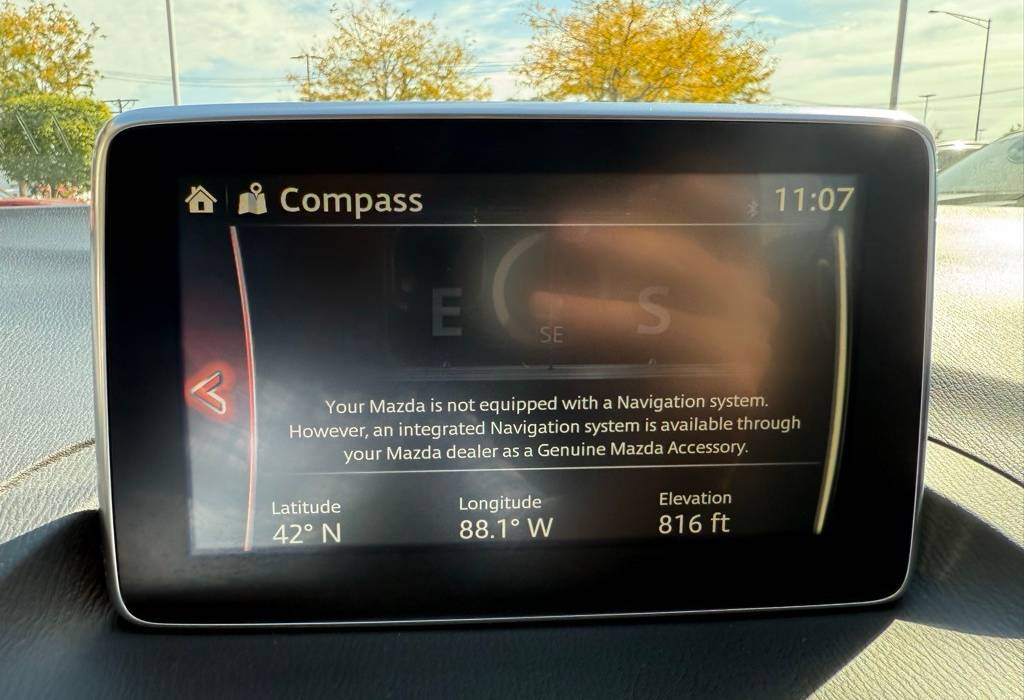 Compass 11:07
E SE S
Your Mazda is not equipped with a Navigation system.
However, an integrated Navigation system is available through
your Mazda dealer as a Genuine Mazda Accessory.
Latitude Longitude Elevation
42° N 88.1° W 816 ft